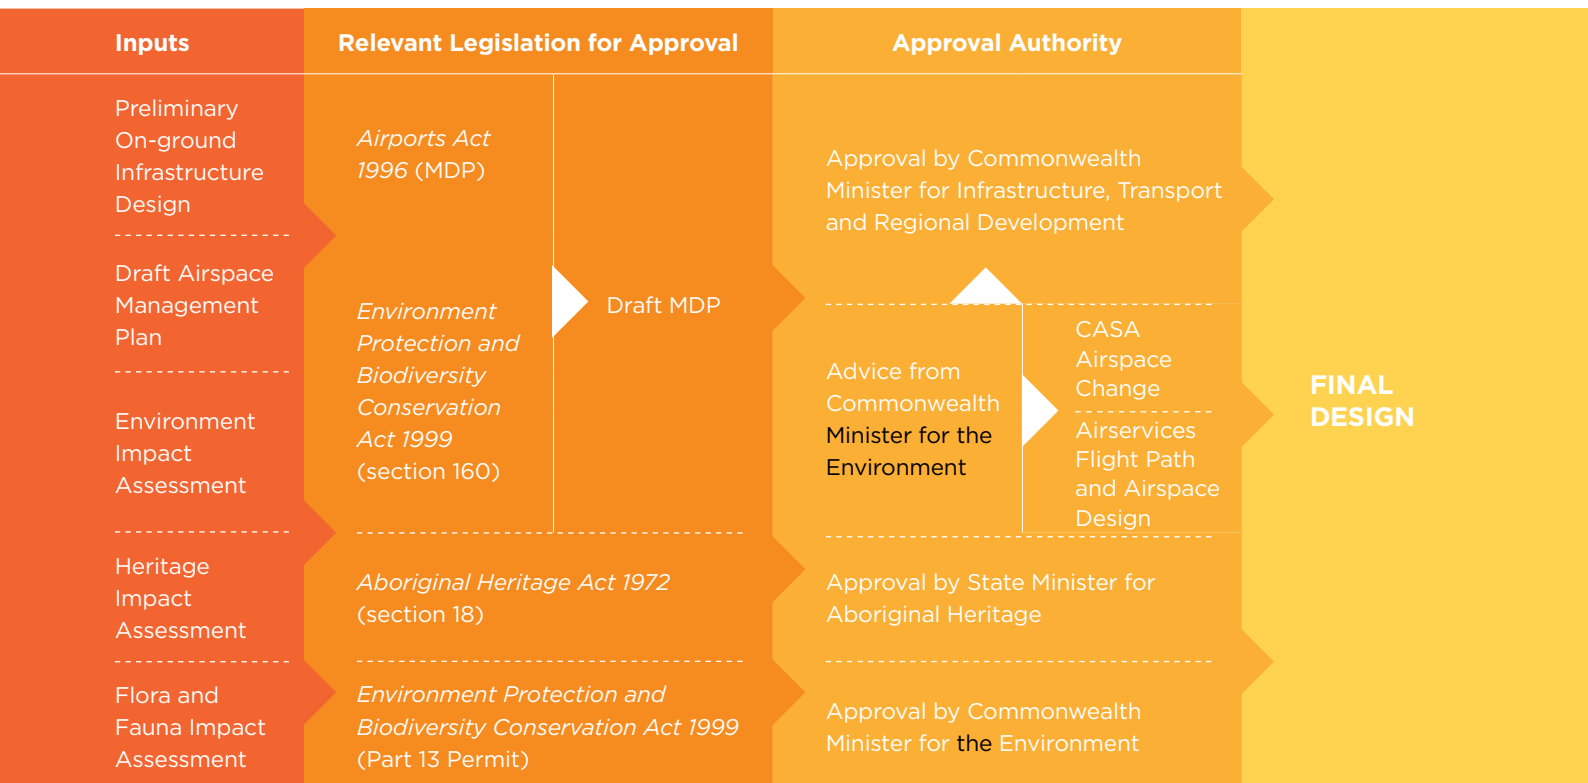 Inputs
Preliminary
On-ground
Infrastructure
Design
Draft Airspace
Management
Plan
Environment
Impact
Assessment
Heritage
Impact
Assessment
Flora and
Fauna Impact
Assessment
Relevant Legislation for Approval
Airports Act
1996 (MDP)
Environment
Protection and
Biodiversity
Conservation
Act 1999
(section 160)
Draft MDP
Aboriginal Heritage Act 1972
(section 18)
Environment Protection and
Biodiversity Conservation Act 1999
(Part 13 Permit)
Approval Authority
Approval by Commonwealth
Minister for Infrastructure, Transport
and Regional Development
Advice from
Commonwealth
Minister for the
Environment
CASA
Airspace
Change
Airservices
Flight Path
and Airspace
Design
Approval by State Minister for
Aboriginal Heritage
Approval by Commonwealth
Minister for the Environment
FINAL
DESIGN